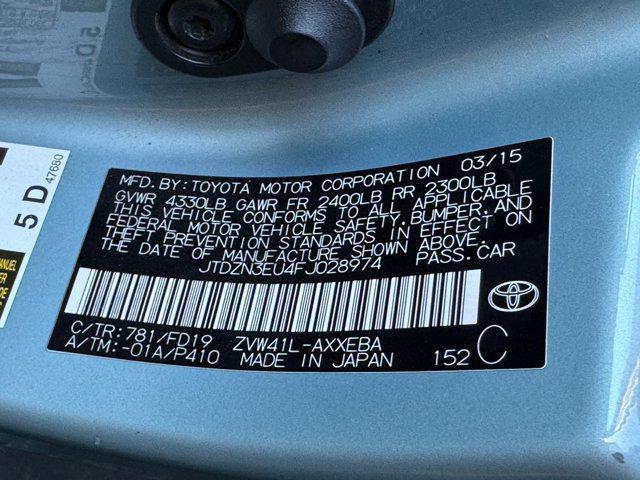 MFD.BY:TOYOTA MOTOR CORPORATION 03/15
GVWR 4330LB GAWR FR 2400LB RR 2300LB
THIS VEHICLE CONFORMS TO ALL APPLICABLE
FEDERAL MOTOR VEHICLE SAFETY,BUMPER,AND
THEFT PREVENTION STANDARDS IN EFFECT ON
THE DATE OF MANUFACTURE SHOWN ABOVE.
JTDZN3EU4FJ028974 PASS.CAR
C/TR:781/FD19 ZVW41L-AXXEBA
A/TM:-01A/P410 MADE IN JAPAN 152 C
5 D 47680
5 D